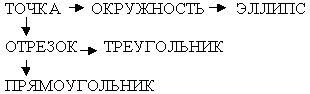 ТОЧКА ОКРУЖНОСТЬ ЭЛЛИПС
ОТРЕЗОК ТРЕУГОЛЬНИК
ПРЯМОУГОЛЬНИК